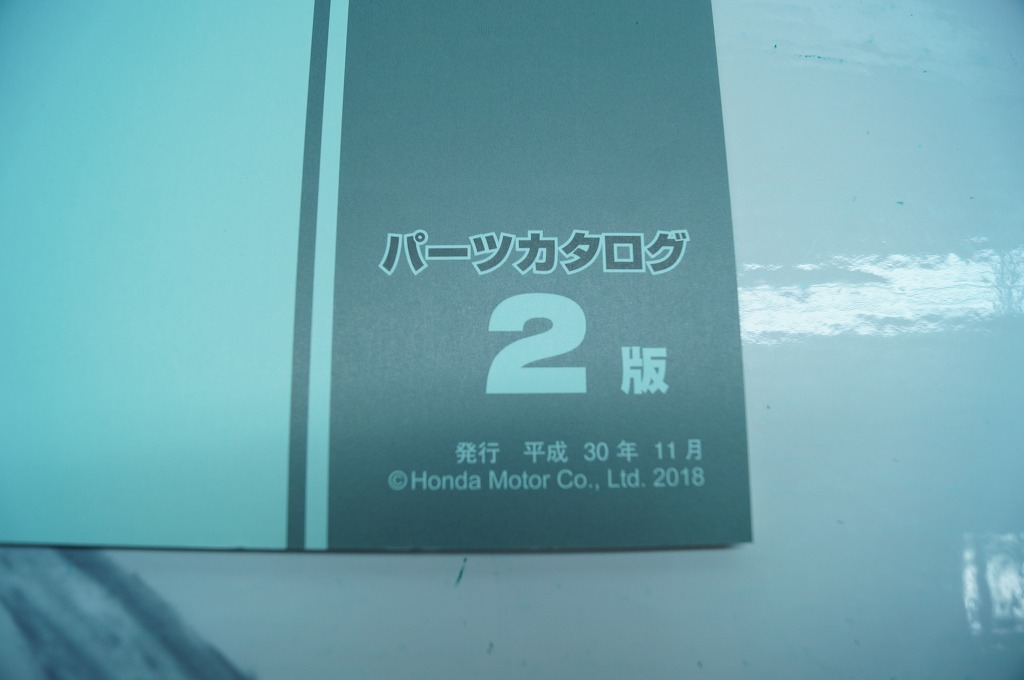 パーツカタログ
2 版
発行 平成 30 年 11 月
©Honda Motor Co., Ltd. 2018